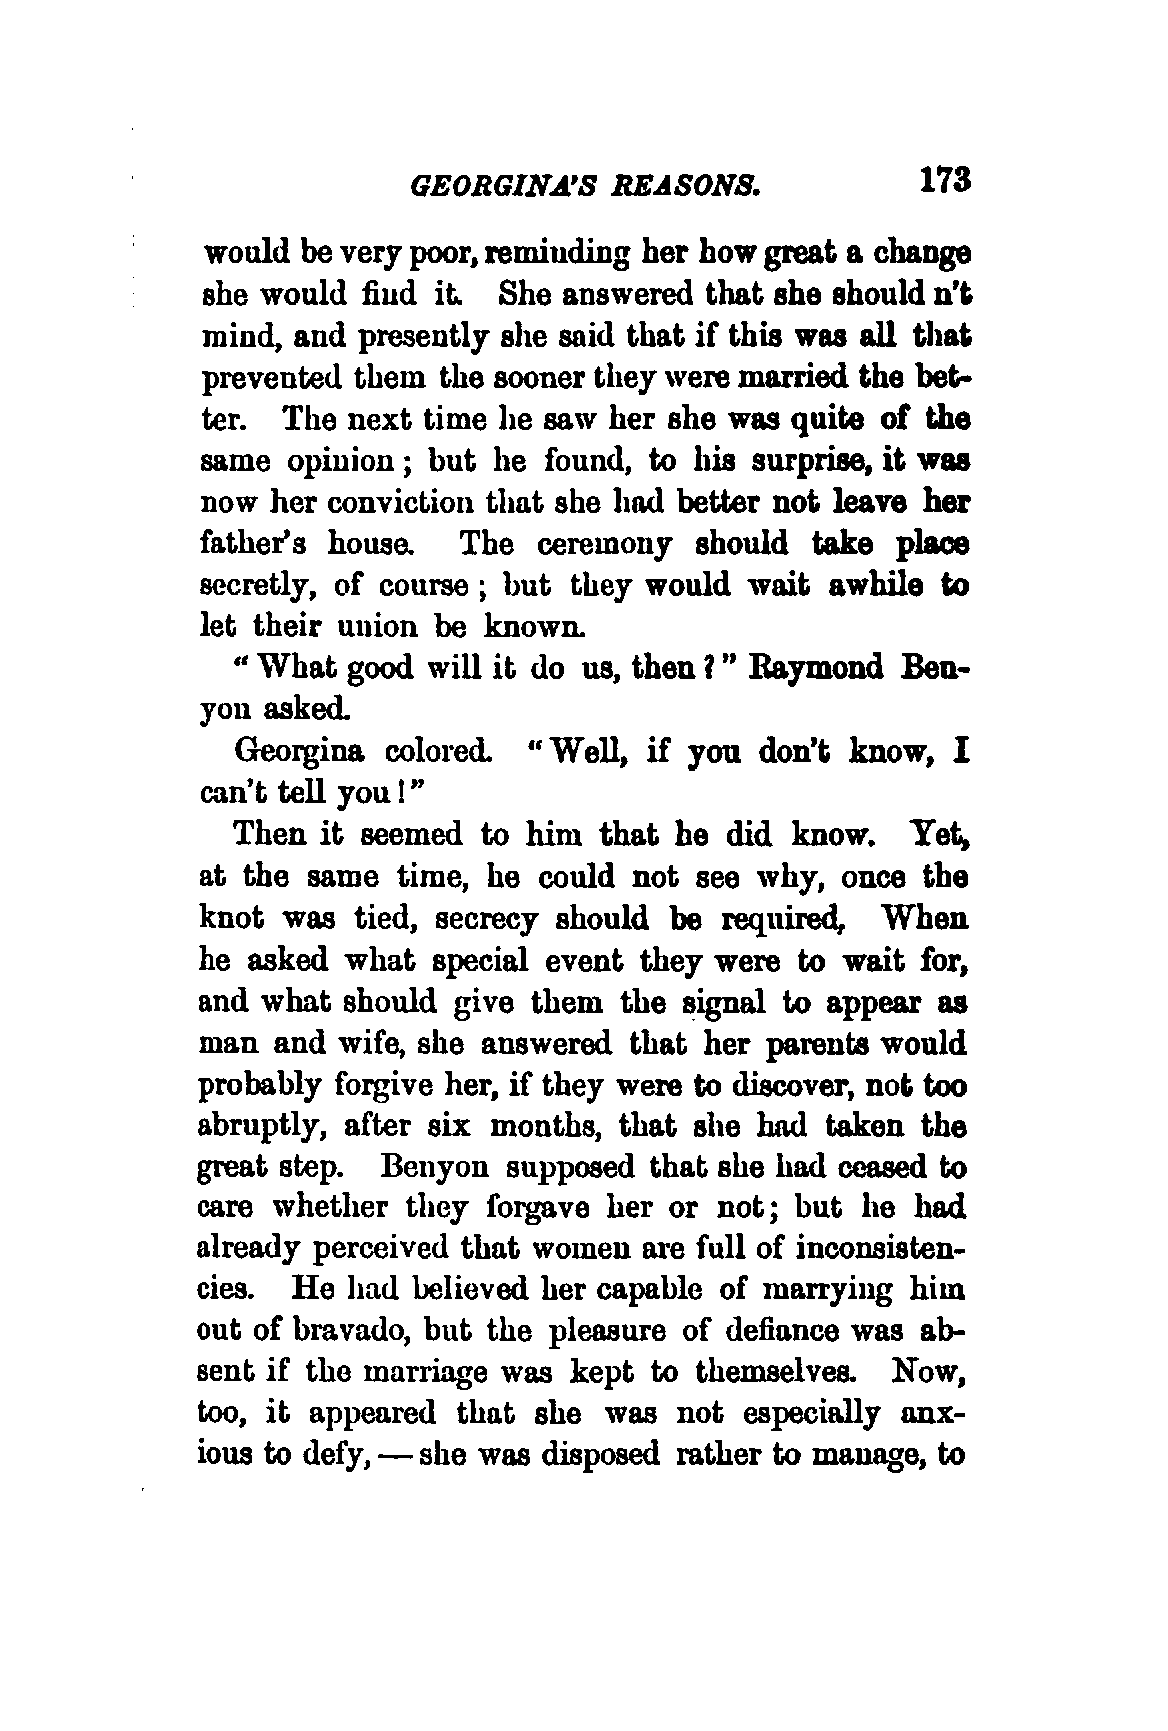 GEORGINA'S REASONS. 173
would be very poor, reminding her how great a change
she would find it. She answered that she should n't
mind, and presently she said that if this was all that
prevented them the sooner they were married the bet-
ter. The next time he saw her she was quite of the
same opinion; but he found, to his surprise, it was
now her conviction that she had better not leave her
father's house. The ceremony should take place
secretly, of course; but they would wait awhile to
let their union be known.
"What good will it do us, then?" Raymond Ben-
yon asked.
Georgina colored. "Well, if you don't know, I
can't tell you!"
Then it seemed to him that he did know. Yet,
at the same time, he could not see why, once the
knot was tied, secrecy should be required, When
he asked what special event they were to wait for,
and what should give them the signal to appear as
man and wife, she answered that her parents would
probably forgive her, if they were to discover, not too
abruptly, after six months, that she had taken the
great step. Benyon supposed that she had ceased to
care whether they forgave her or not; but he had
already perceived that women are full of inconsisten-
cies. He had believed her capable of marrying him
out of bravado, but the pleasure of defiance was ab-
sent if the marriage was kept to themselves. Now,
too, it appeared that she was not especially anx-
ious to defy, — she was disposed rather to manage, to